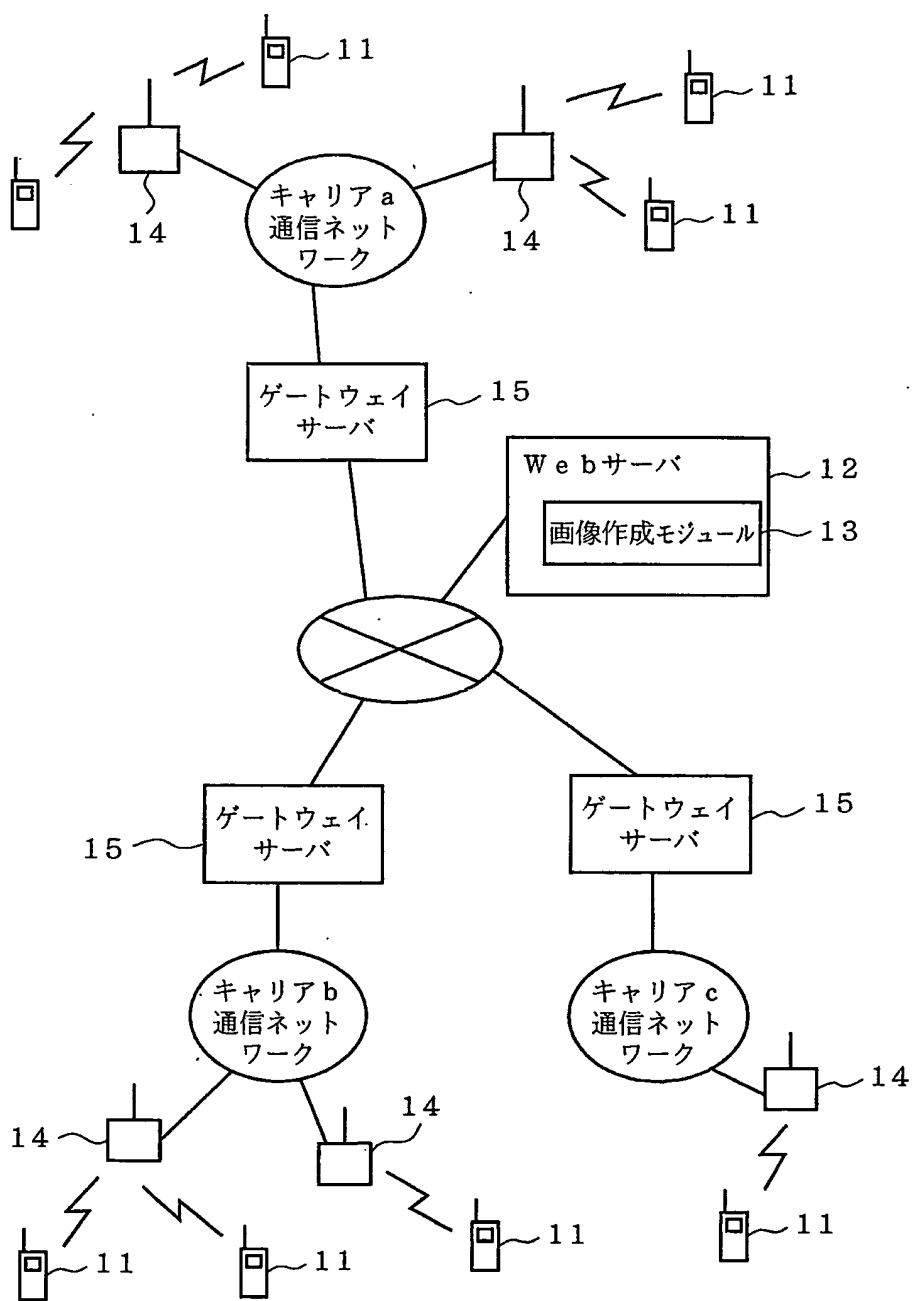 11
11
14
キャリアa
通信ネット
ワーク
14
11
ゲートウェイ
サーバ
15
Webサーバ
12
画像作成モジュール
13
15
ゲートウェイ
サーバ
ゲートウェイ
サーバ
15
キャリアb
通信ネット
ワーク
キャリアc
通信ネット
ワーク
14
14
14
11
11
11
11